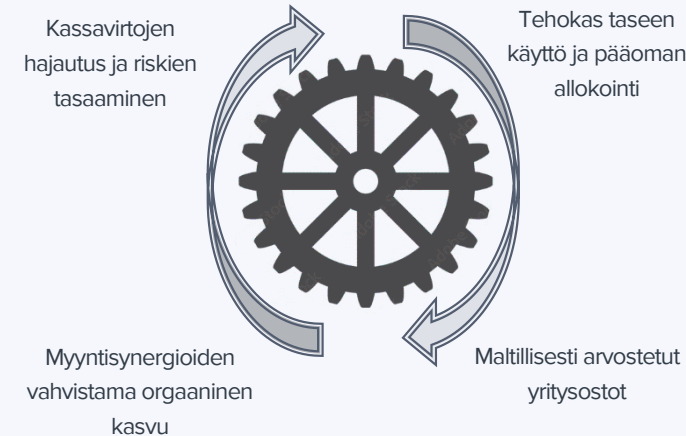 Kassavirtojen
hajautus ja riskien
tasaaminen
Tehokas taseen
käyttö ja pääoman
allokointi
Myyntisynergioiden
vahvistama orgaaninen
kasvu
Maltillisesti arvostetut
yritysostot